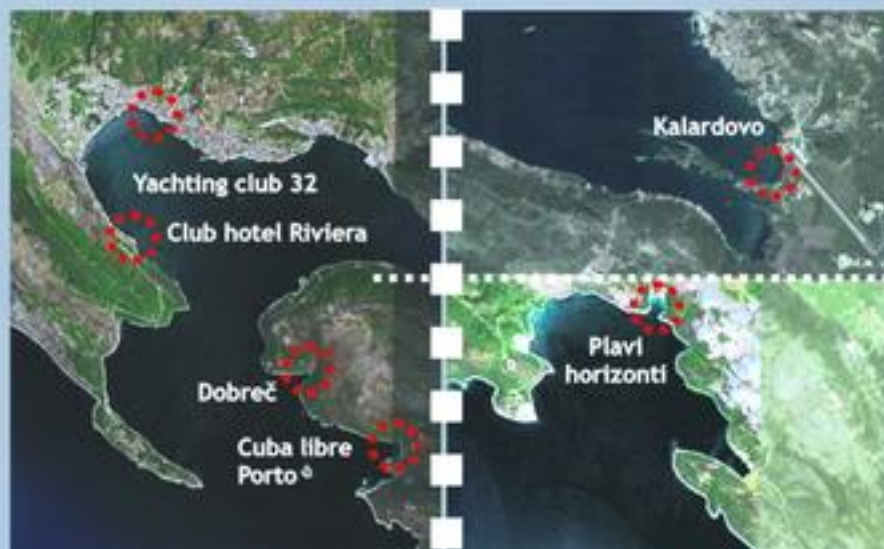 Yachting club 32
Club hotel Riviera
Dobreč
Cuba libre
Porto
Kalardovo
Plavi
horizonti